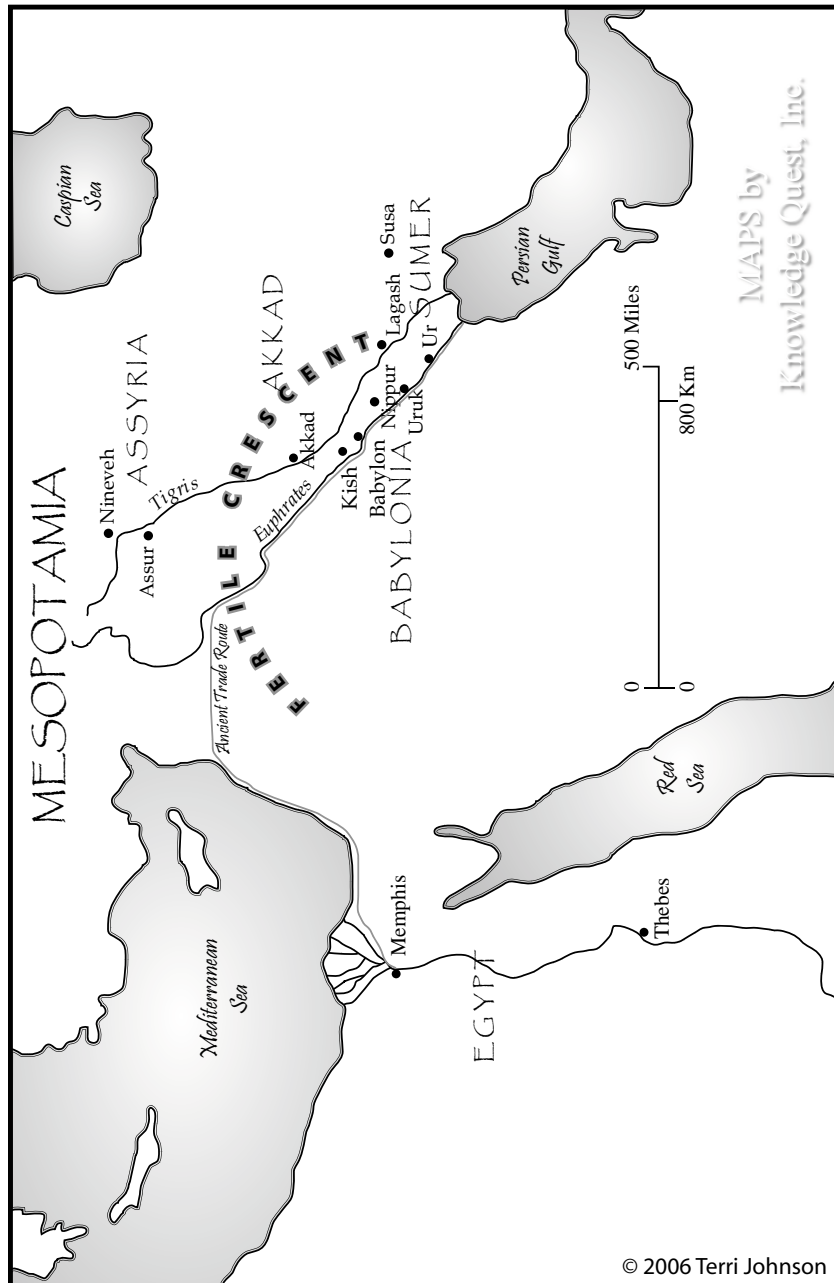 MESOPOTAMIA
Caspian
Sea
Nineveh
ASSYRIA
Assur
Tigris
AKKAD
FERTILE CRESCENT
Akkad
Euphrates
Ancient Trade Route
Kish
Babylon
Nippur
Uruk
Ur
Lagash
Susa
SUMER
BABYLONIA
Persian
Gulf
Mediterranean
Sea
Memphis
EGYPT
Thebes
Red
Sea
0
500 Miles
0
800 Km
MAPS by
Knowledge Quest, Inc.
© 2006 Terri Johnson